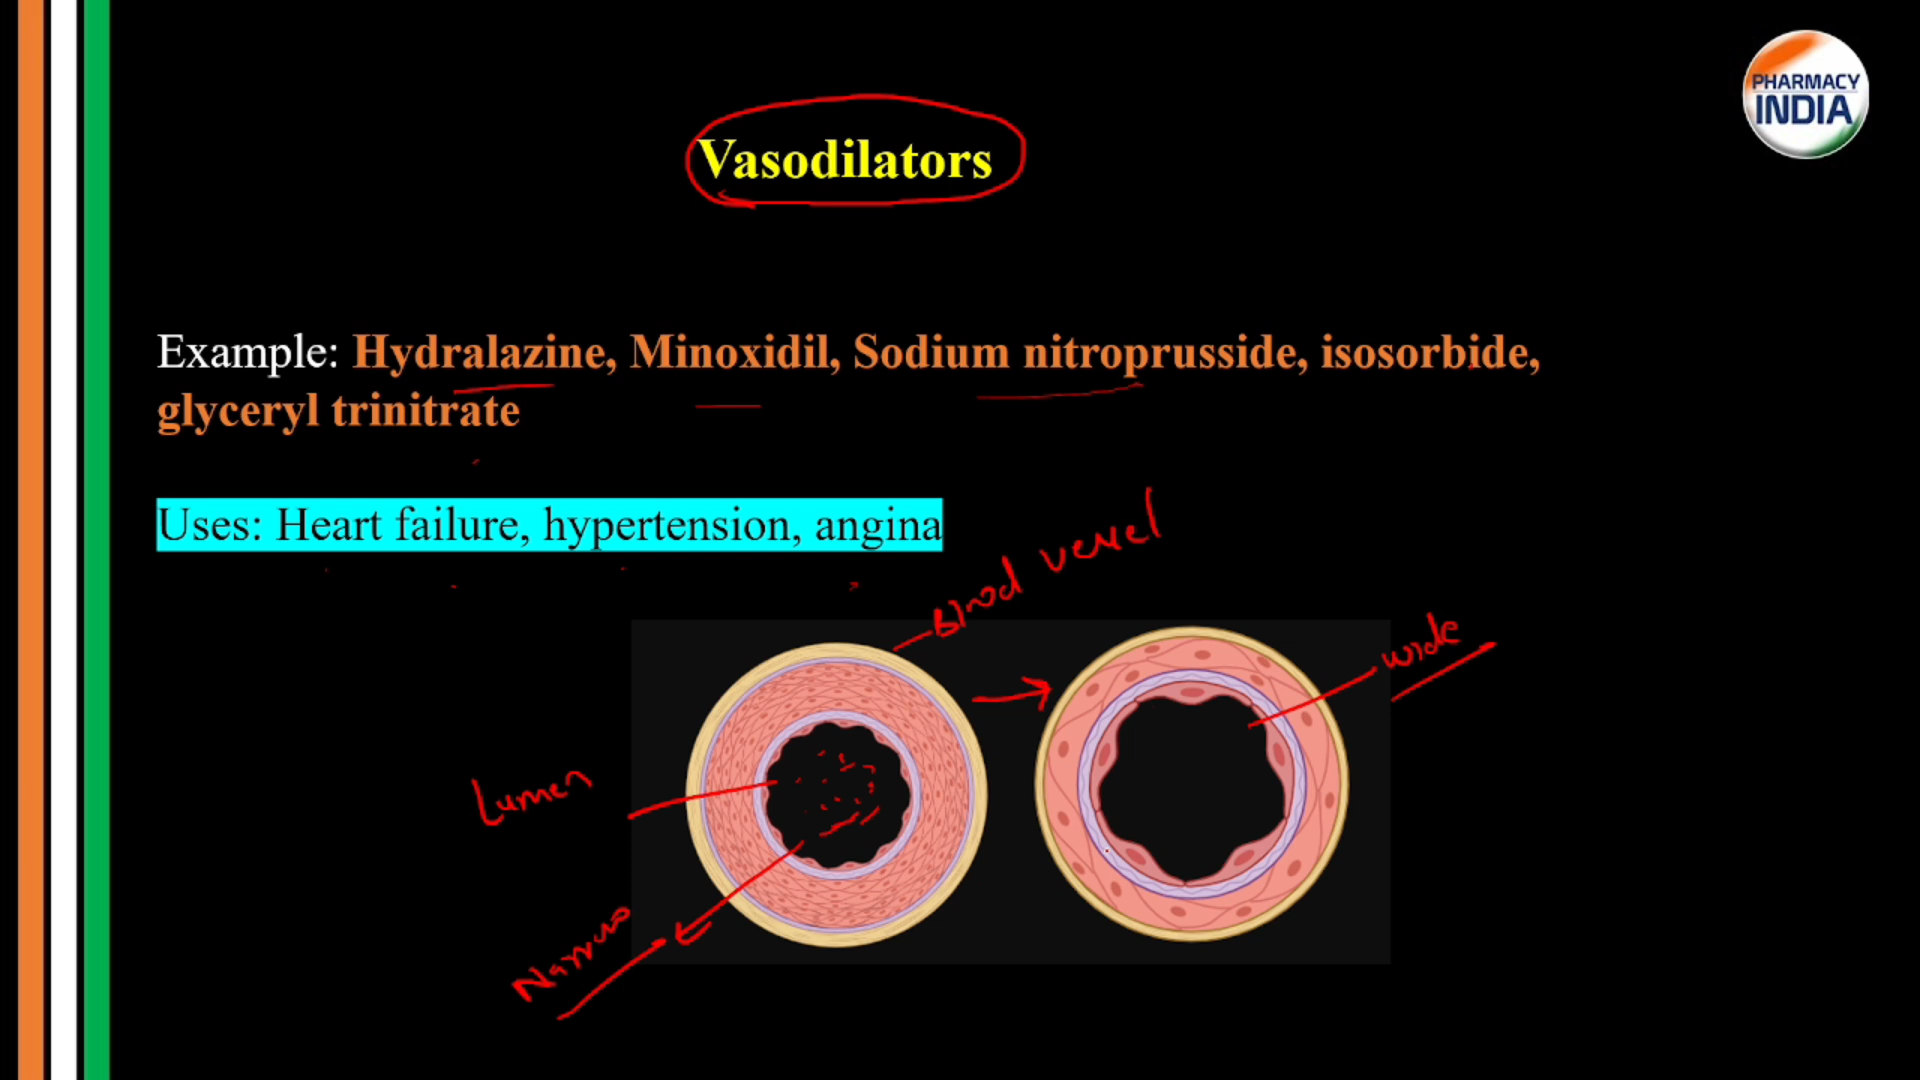 PHARMACY
INDIA
Vasodilators
Example: Hydralazine, Minoxidil, Sodium nitroprusside, isosorbide,
glyceryl trinitrate
Uses: Heart failure, hypertension, angina
Blood vessel
wide
Lumen
Narrow